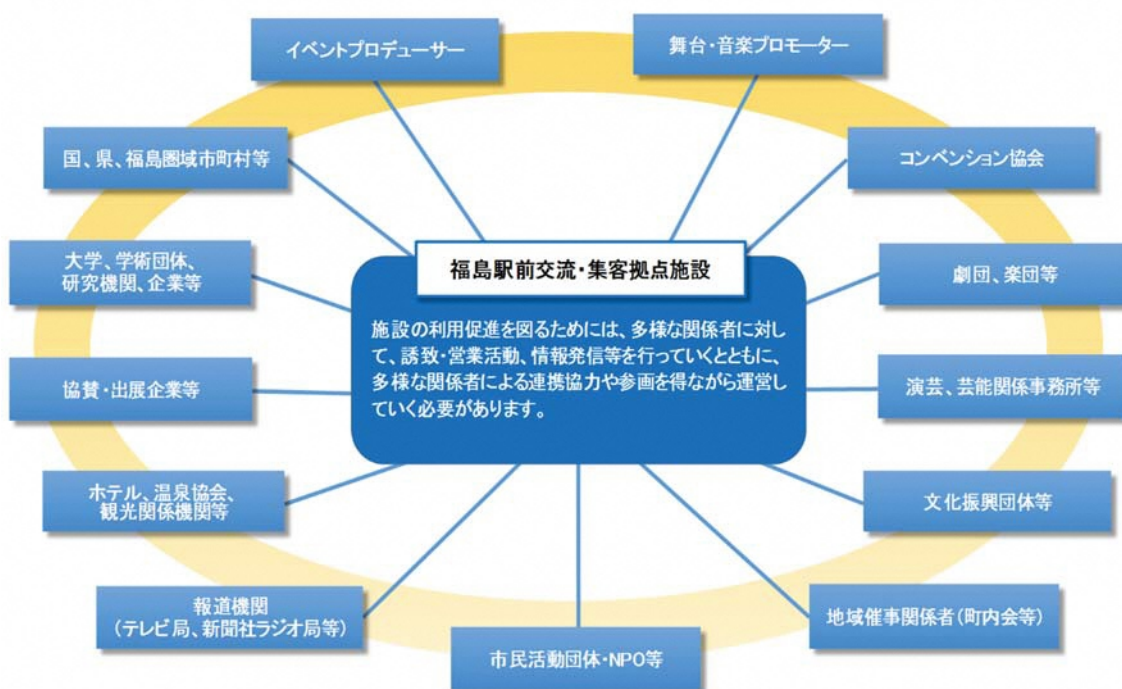 イベントプロデューサー
舞台・音楽プロモーター
国、県、福島圏域市町村等
コンベンション協会
大学、学術団体、
研究機関、企業等
福島駅前交流・集客拠点施設
劇団、楽団等
施設の利用促進を図るためには、多様な関係者に対し
て、誘致・営業活動、情報発信等を行っていくとともに、
多様な関係者による連携協力や参画を得ながら運営し
ていく必要があります。
協賛・出展企業等
演芸、芸能関係事務所等
ホテル、温泉協会、
観光関係機関等
文化振興団体等
報道機関
(テレビ局、新聞社ラジオ局等)
地域催事関係者(町内会等)
市民活動団体・NPO等